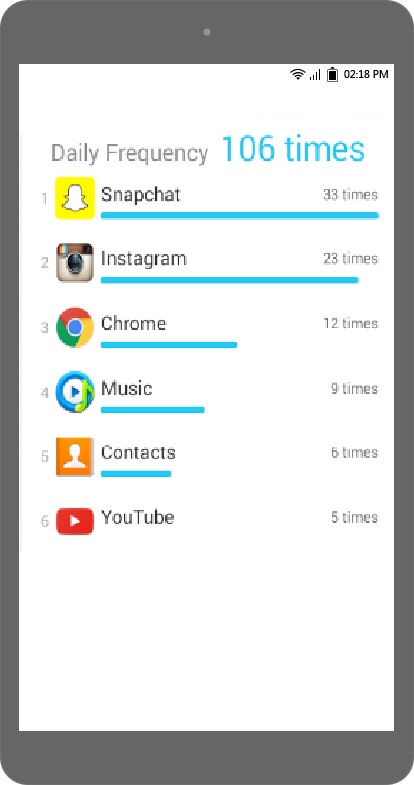 02:18 PM
Daily Frequency 106 times
1 Snapchat 33 times
2 Instagram 23 times
3 Chrome 12 times
4 Music 9 times
5 Contacts 6 times
6 YouTube 5 times